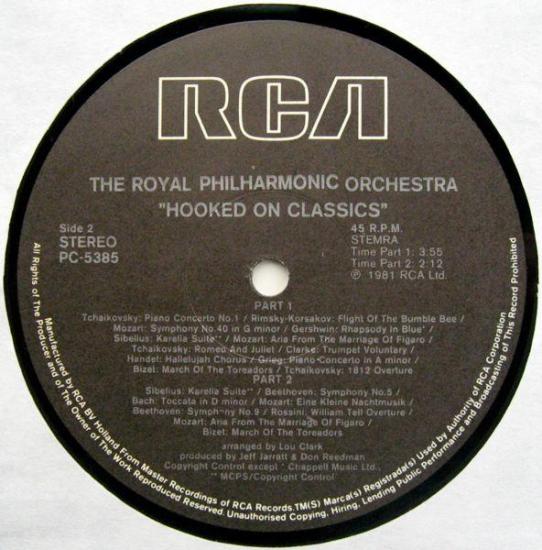 RCA
THE ROYAL PHILHARMONIC ORCHESTRA
"HOOKED ON CLASSICS"
Side 2
STEREO
PC-5385
45 R.P.M.
STEMRA
Time Part 1: 3:55
Time Part 2: 2:12
℗ 1981 RCA Ltd.
PART 1
Tchaikovsky: Piano Concerto No.1 / Rimsky-Korsakov: Flight Of The Bumble Bee /
Mozart: Symphony No.40 in G minor / Gershwin: Rhapsody In Blue* /
Sibelius: Karelia Suite** / Mozart: Aria From The Marriage Of Figaro /
Tchaikovsky: Romeo And Juliet / Clarke: Trumpet Voluntary /
Handel: Hallelujah Chorus / Grieg: Piano Concerto in A minor /
Bizet: March Of The Toreadors / Tchaikovsky: 1812 Overture
PART 2
Sibelius: Karelia Suite** / Beethoven: Symphony No.5 /
Bach: Toccata in D minor / Mozart: Eine Kleine Nachtmusik /
Beethoven: Symphony No.9 / Rossini: William Tell Overture /
Mozart: Aria From The Marriage Of Figaro /
Bizet: March Of The Toreadors
arranged by Lou Clark
produced by Jeff Jarratt & Don Reedman
Copyright Control except * Chappell Music Ltd./
** MCPS/Copyright Control
Manufactured by RCA BV Holland From Master Recordings of RCA Records.TM(S) Marca(s) Registrada(s) Used by Authority of RCA Corporation
All Rights of The Producer and of The Owner of The Work Reproduced Reserved. Unauthorised Copying, Hiring, Lending Public Performance and Broadcasting of This Record Prohibited